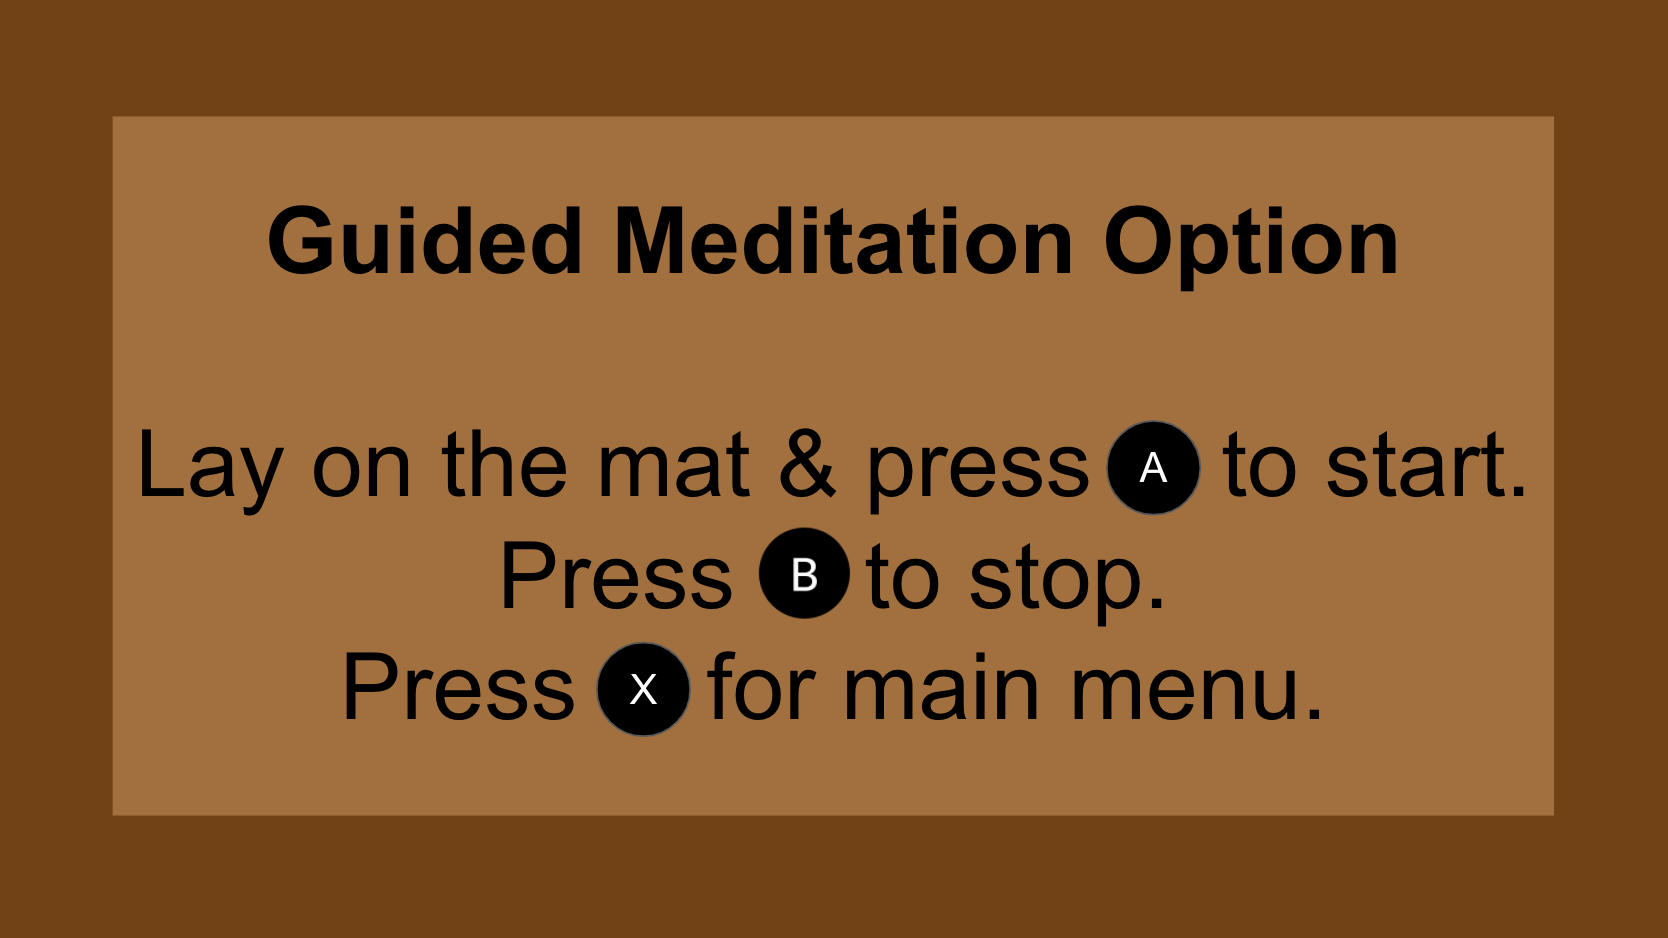 Guided Meditation Option
Lay on the mat & press A to start.
Press B to stop.
Press X for main menu.